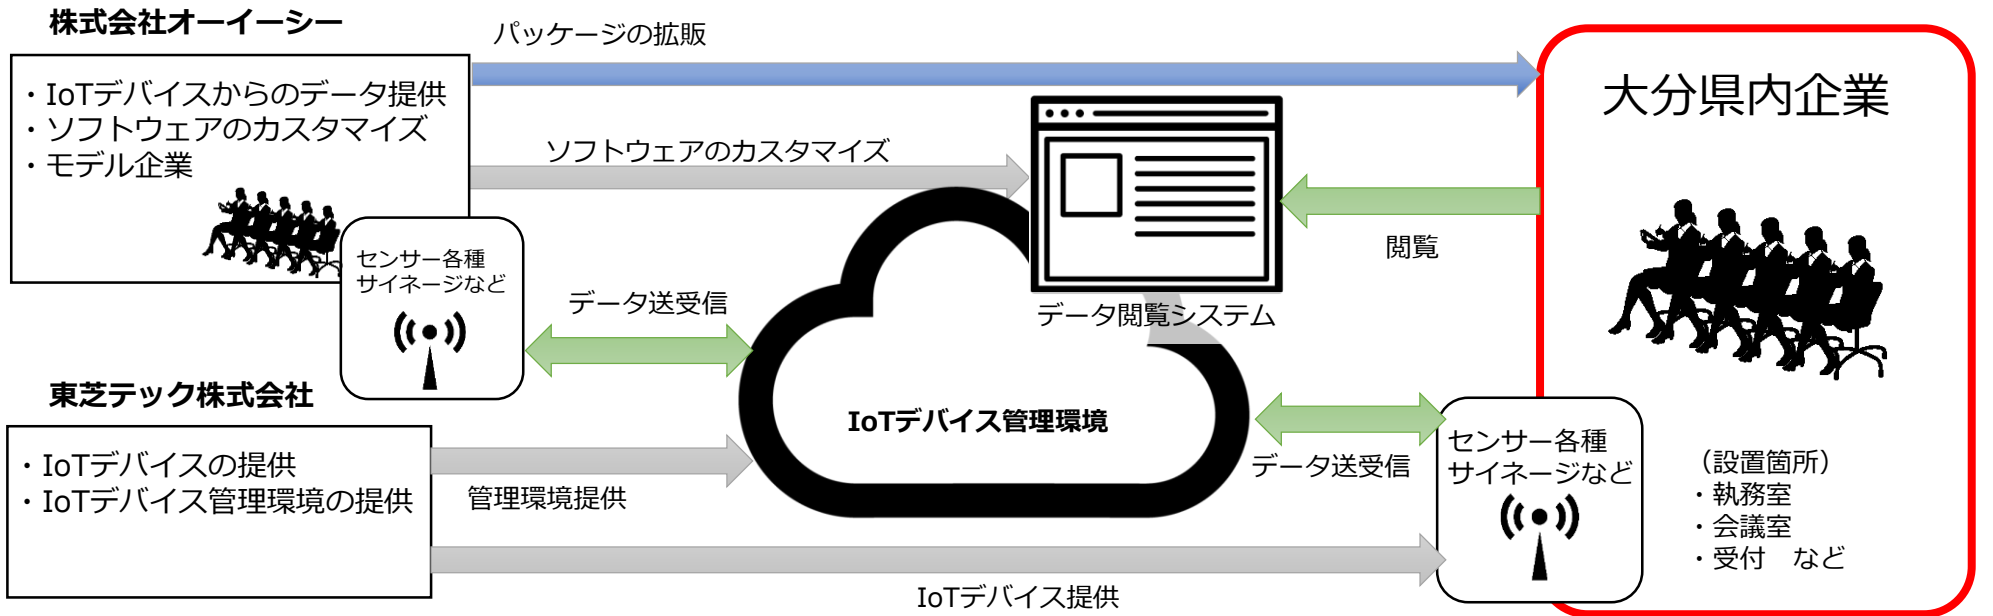 株式会社オーイーシー
・IoTデバイスからのデータ提供
・ソフトウェアのカスタマイズ
・モデル企業
センサー各種
サイネージなど
パッケージの拡販
ソフトウェアのカスタマイズ
データ送受信
データ閲覧システム
IoTデバイス管理環境
閲覧
大分県内企業
東芝テック株式会社
・IoTデバイスの提供
・IoTデバイス管理環境の提供
管理環境提供
IoTデバイス提供
データ送受信
センサー各種
サイネージなど
（設置箇所）
・執務室
・会議室
・受付　など